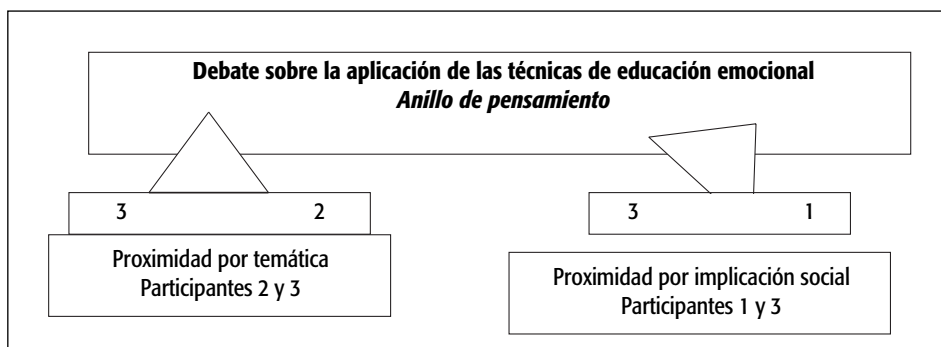 Debate sobre la aplicación de las técnicas de educación emocional
Anillo de pensamiento
3 2
3 1
Proximidad por temática
Participantes 2 y 3
Proximidad por implicación social
Participantes 1 y 3